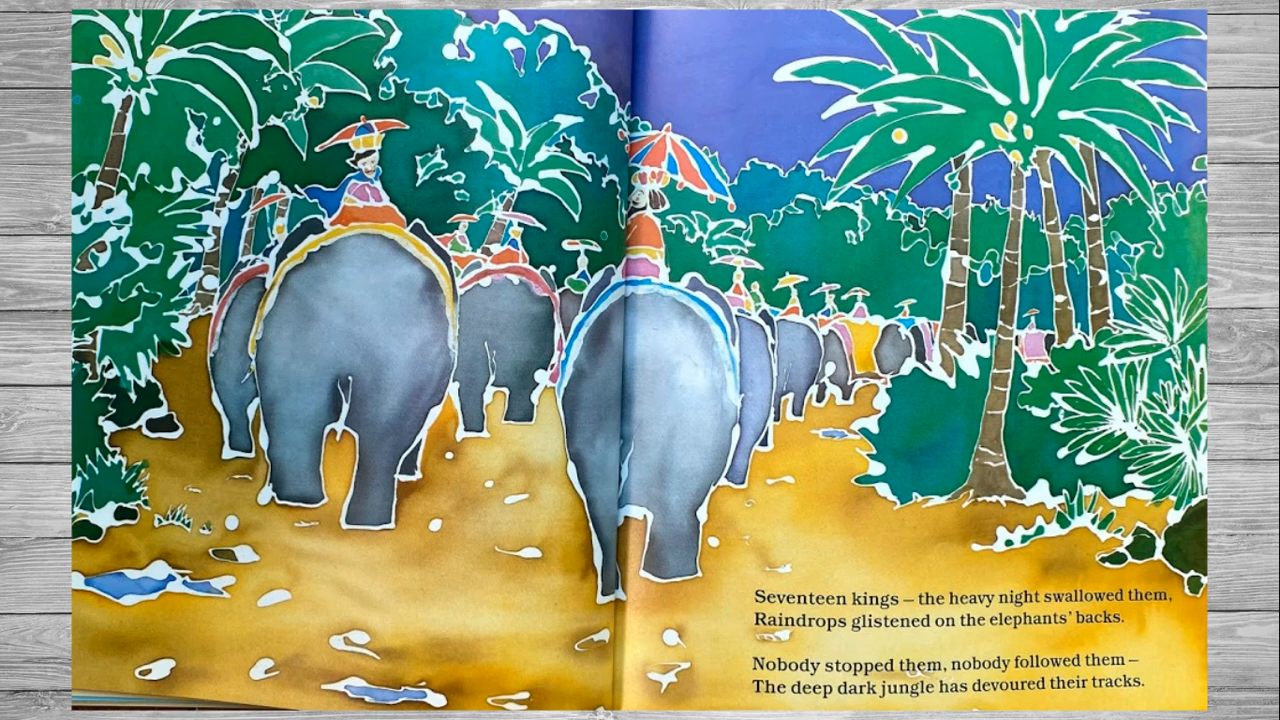 Seventeen kings – the heavy night swallowed them,
Raindrops glistened on the elephants' backs.
Nobody stopped them, nobody followed them –
The deep dark jungle has devoured their tracks.